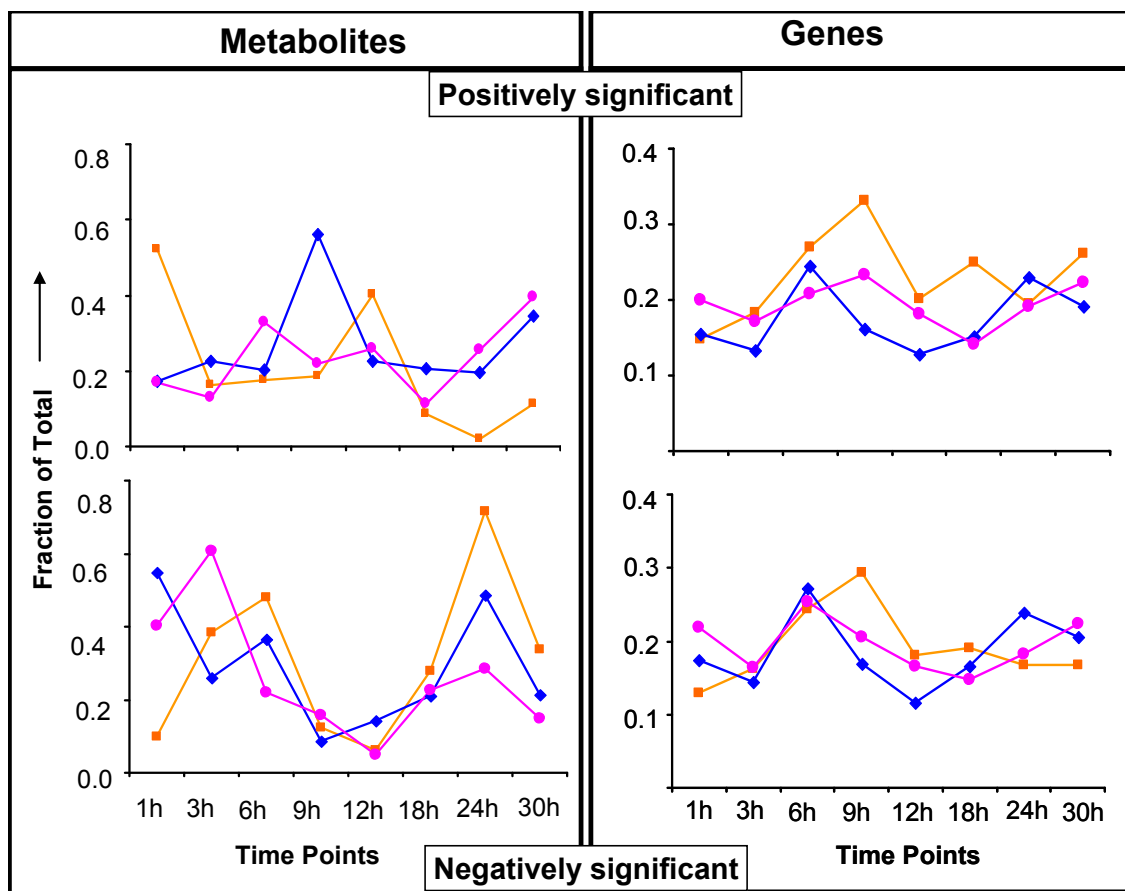 Metabolites
Genes
Positively significant
0.8
0.6
0.4
0.2
0.0
0.4
0.3
0.2
0.1
Fraction of Total
0.8
0.6
0.4
0.2
0.0
0.4
0.3
0.2
0.1
1h 3h 6h 9h 12h 18h 24h 30h
1h 3h 6h 9h 12h 18h 24h 30h
Time Points
Time Points
Negatively significant